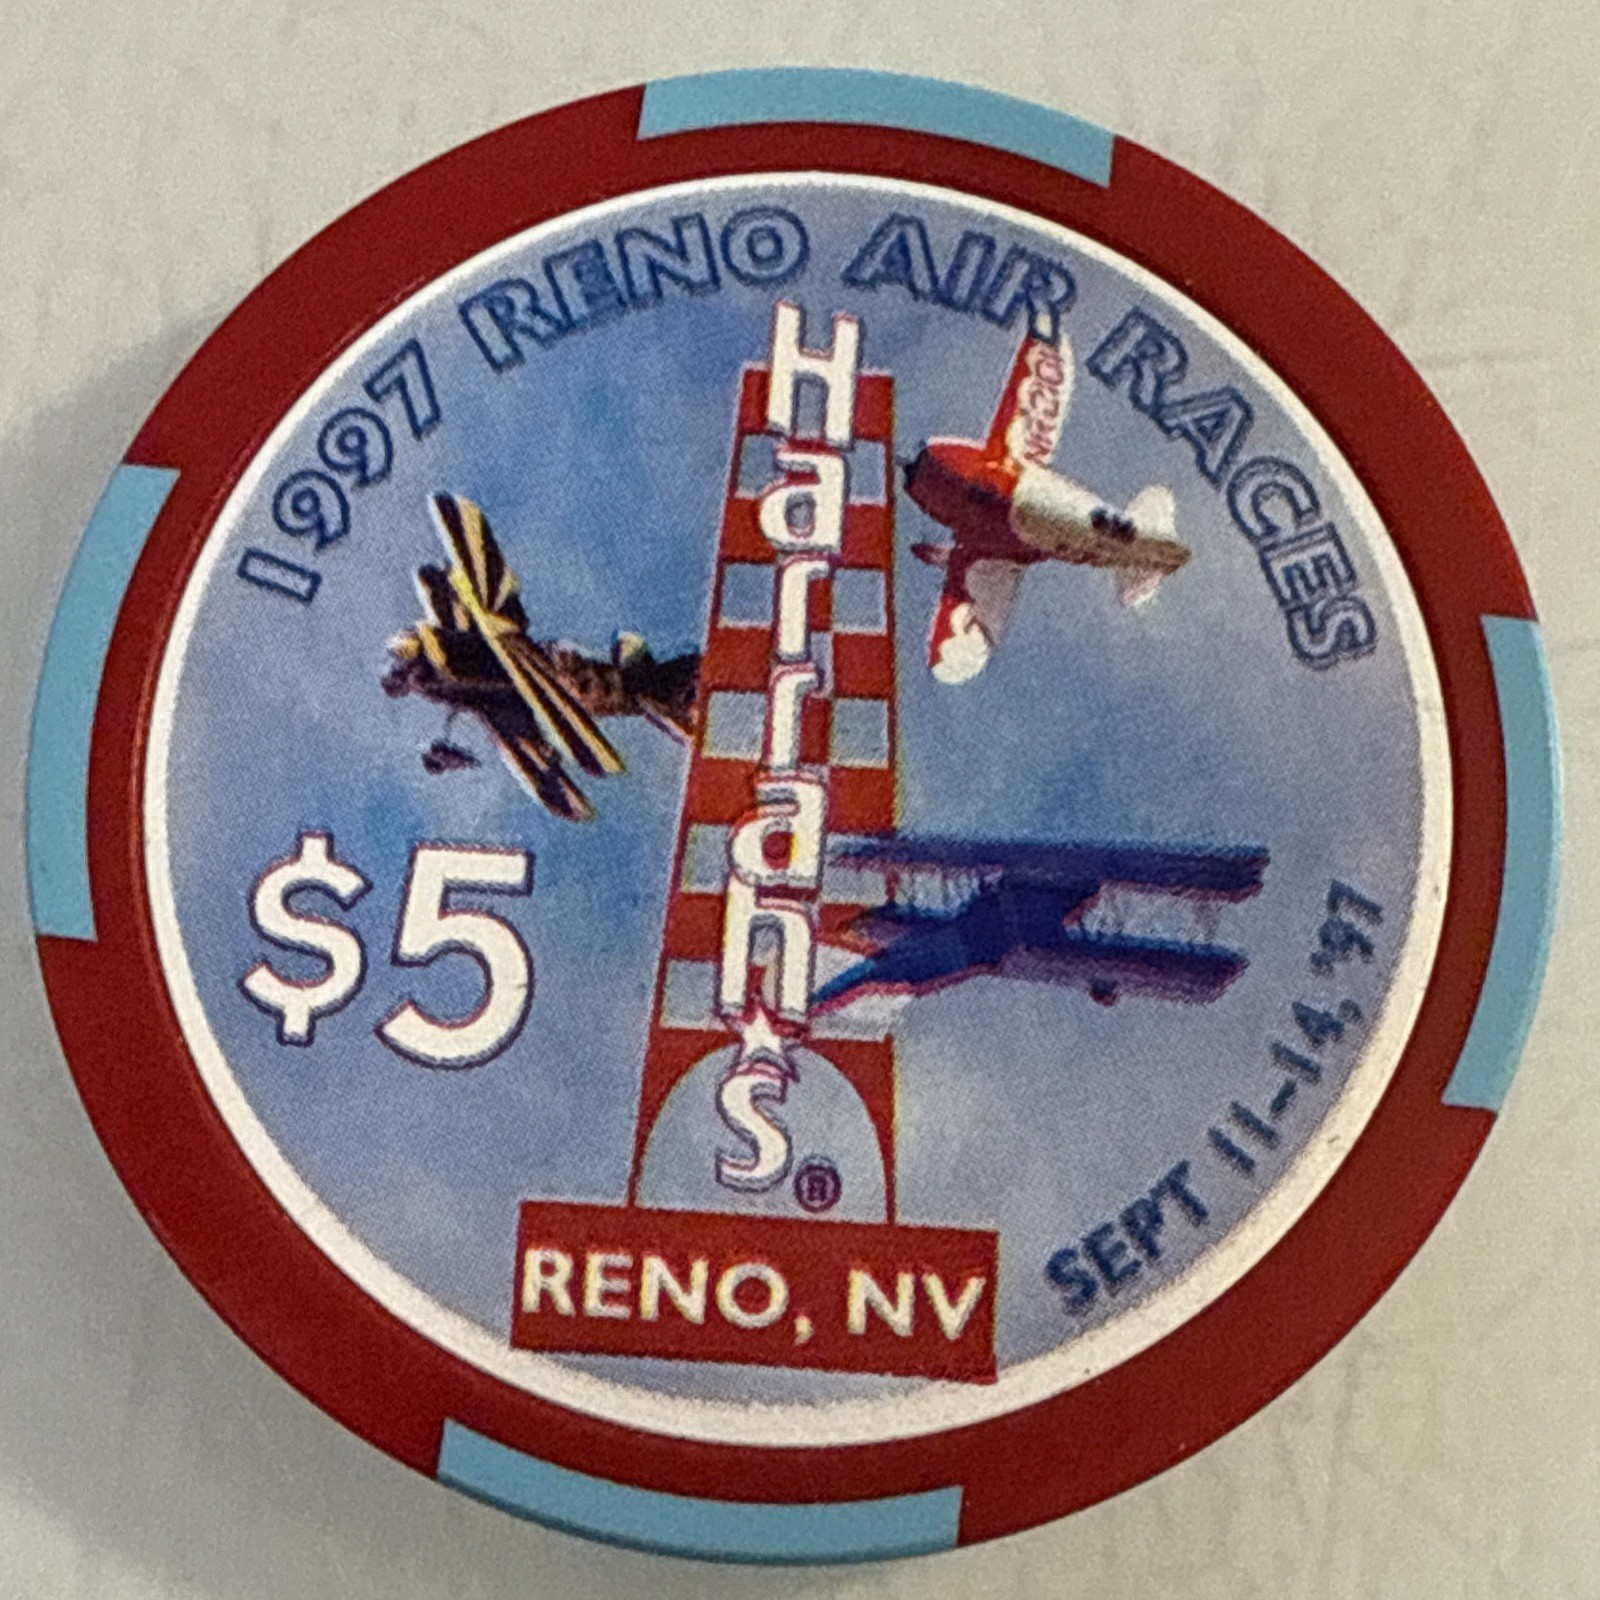 1997 RENO AIR RACES
Harrah's®
$5
SEPT 11-14, '97
RENO, NV